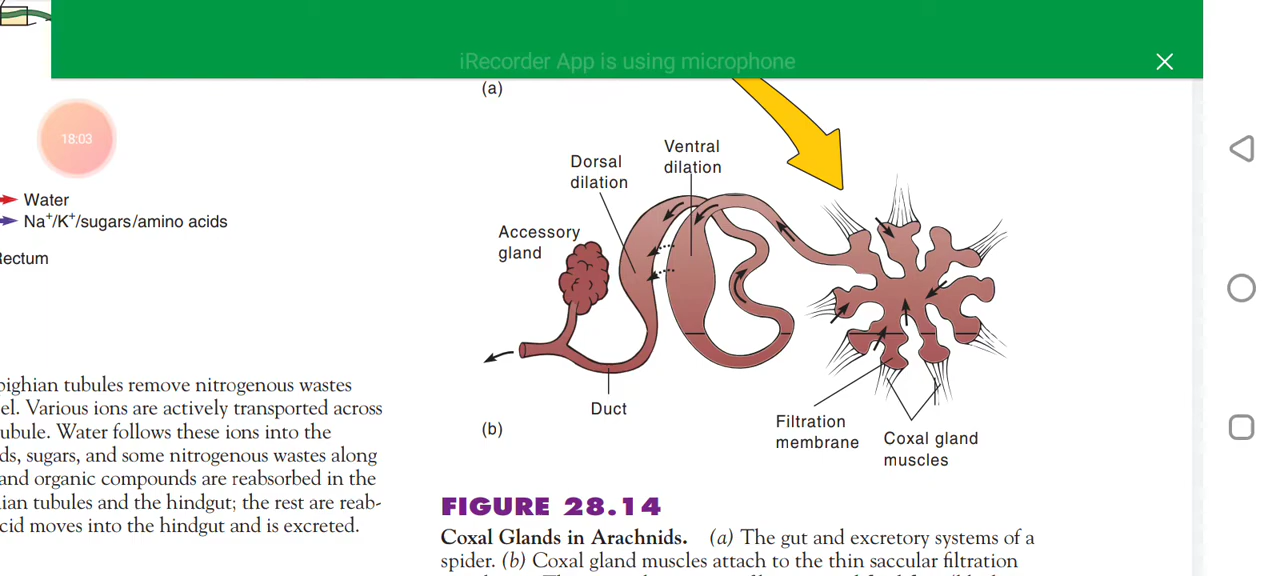 iRecorder App is using microphone
18:03
Water
Na+/K+/sugars/amino acids
Rectum
pighian tubules remove nitrogenous wastes
el. Various ions are actively transported across
ubule. Water follows these ions into the
ds, sugars, and some nitrogenous wastes along
and organic compounds are reabsorbed in the
ian tubules and the hindgut; the rest are reab-
cid moves into the hindgut and is excreted.
(a)
Dorsal
dilation
Ventral
dilation
Accessory
gland
Duct
Filtration
membrane
Coxal gland
muscles
(b)
FIGURE 28.14
Coxal Glands in Arachnids. (a) The gut and excretory systems of a
spider. (b) Coxal gland muscles attach to the thin saccular filtration